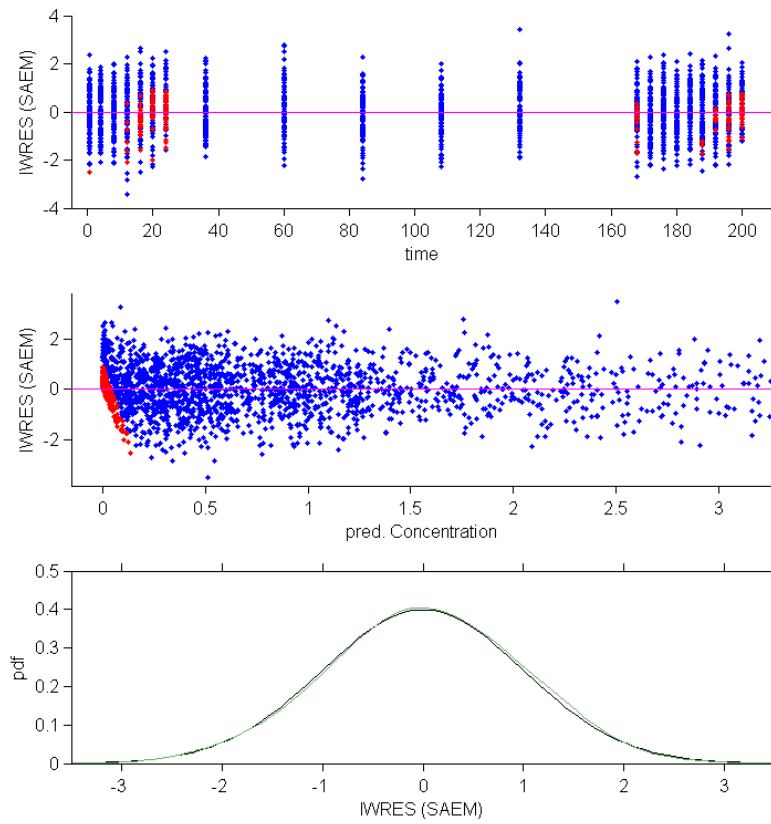 4
2
0
-2
-4
IWRES (SAEM)
0 20 40 60 80 100 120 140 160 180 200
time
2
0
-2
IWRES (SAEM)
0 0.5 1 1.5 2 2.5 3
pred. Concentration
0.5
0.4
0.3
0.2
0.1
0
pdf
-3 -2 -1 0 1 2 3
IWRES (SAEM)